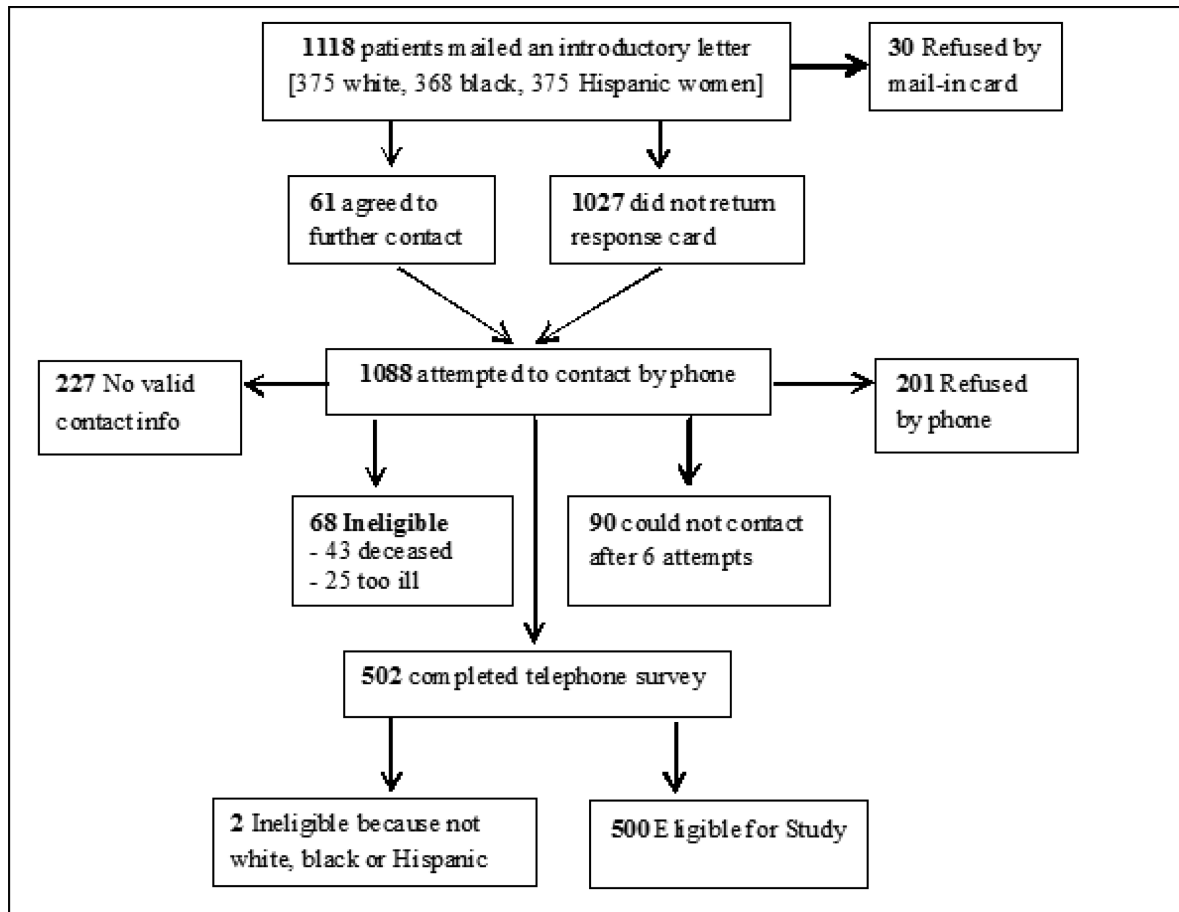 1118 patients mailed an introductory letter
[375 white, 368 black, 375 Hispanic women]
30 Refused by
mail-in card
61 agreed to
further contact
1027 did not return
response card
1088 attempted to contact by phone
227 No valid
contact info
201 Refused
by phone
68 Ineligible
- 43 deceased
- 25 too ill
90 could not contact
after 6 attempts
502 completed telephone survey
2 Ineligible because not
white, black or Hispanic
500 Eligible for Study